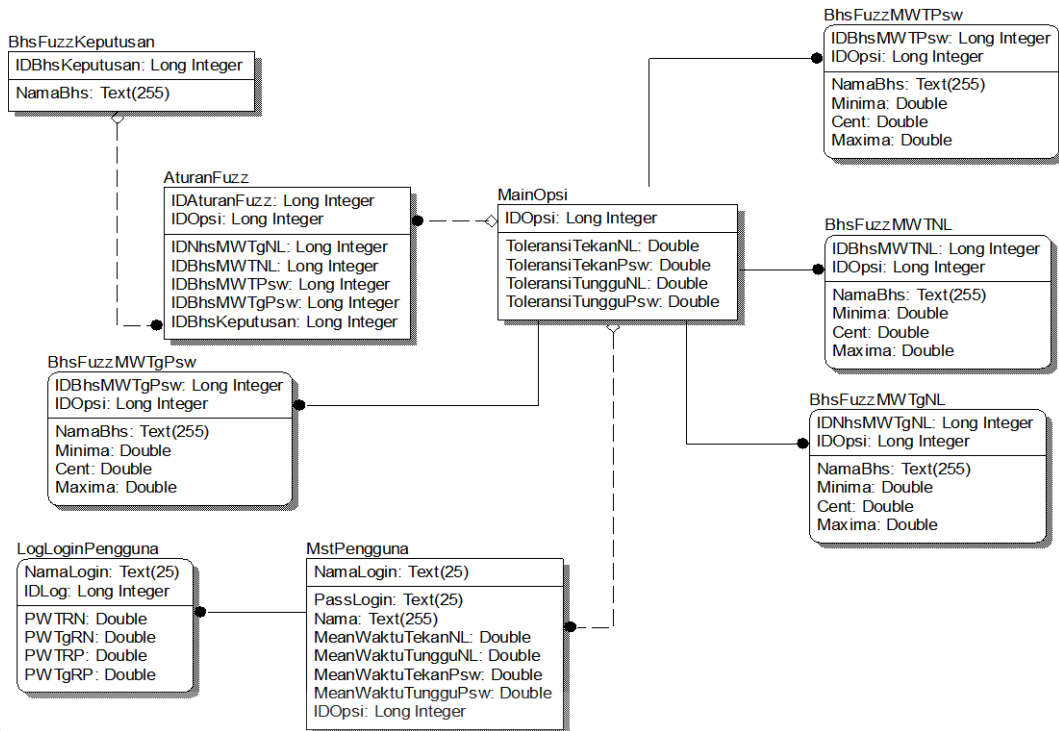 BhsFuzzKeputusan
IDBhsKeputusan: Long Integer
NamaBhs: Text(255)
AturanFuzz
IDAturanFuzz: Long Integer
IDOpsi: Long Integer
IDNhsMWTgNL: Long Integer
IDBhsMWTNL: Long Integer
IDBhsMWTPsw: Long Integer
IDBhsMWTgPsw: Long Integer
IDBhsKeputusan: Long Integer
MainOpsi
IDOpsi: Long Integer
ToleransiTekanNL: Double
ToleransiTekanPsw: Double
ToleransiTungguNL: Double
ToleransiTungguPsw: Double
BhsFuzzMWTPsw
IDBhsMWTPsw: Long Integer
IDOpsi: Long Integer
NamaBhs: Text(255)
Minima: Double
Cent: Double
Maxima: Double
BhsFuzzMWTNL
IDBhsMWTNL: Long Integer
IDOpsi: Long Integer
NamaBhs: Text(255)
Minima: Double
Cent: Double
Maxima: Double
BhsFuzzMWTgNL
IDNhsMWTgNL: Long Integer
IDOpsi: Long Integer
NamaBhs: Text(255)
Minima: Double
Cent: Double
Maxima: Double
BhsFuzzMWTgPsw
IDBhsMWTgPsw: Long Integer
IDOpsi: Long Integer
NamaBhs: Text(255)
Minima: Double
Cent: Double
Maxima: Double
LogLoginPengguna
NamaLogin: Text(25)
IDLog: Long Integer
PWTRN: Double
PWTgRN: Double
PWTRP: Double
PWTgRP: Double
MstPengguna
NamaLogin: Text(25)
PassLogin: Text(25)
Nama: Text(255)
MeanWaktuTekanNL: Double
MeanWaktuTungguNL: Double
MeanWaktuTekanPsw: Double
MeanWaktuTungguPsw: Double
IDOpsi: Long Integer